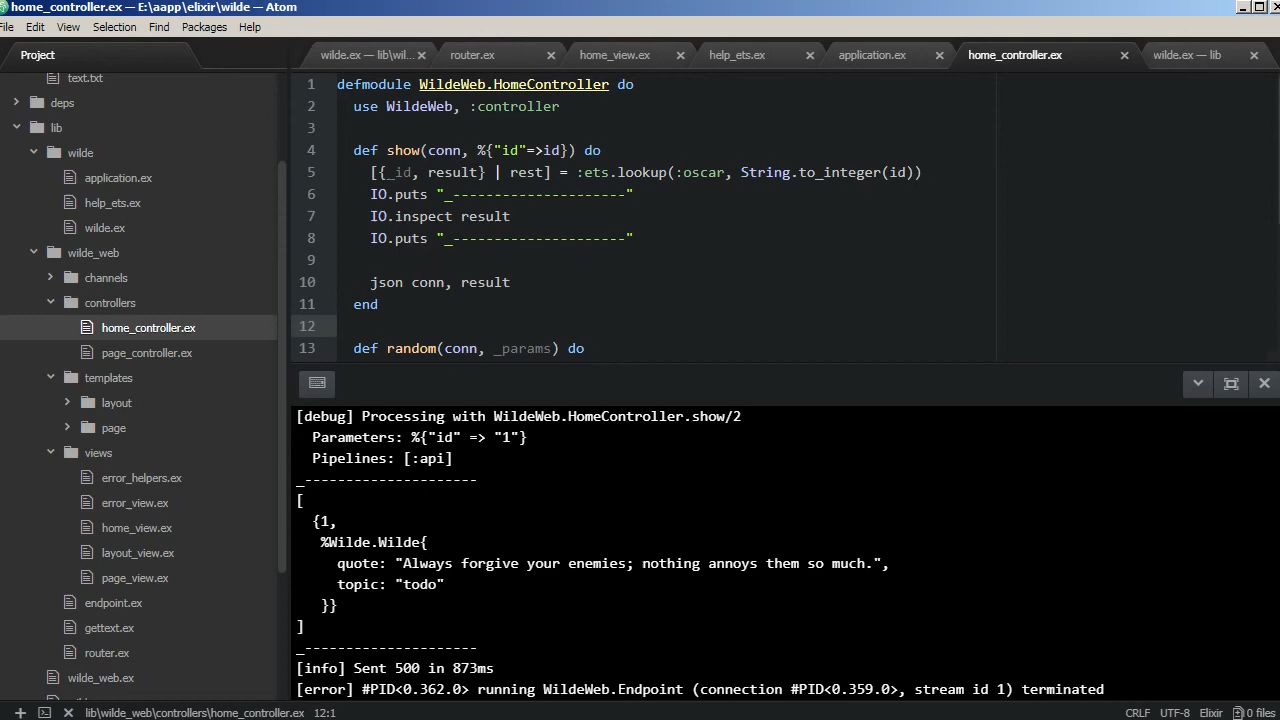 home_controller.ex — E:\aapp\elixir\wilde — Atom
File Edit View Selection Find Packages Help
Project
wilde.ex — lib\wil... router.ex home_view.ex help_ets.ex application.ex home_controller.ex wilde.ex — lib
text.txt
deps
lib
wilde
application.ex
help_ets.ex
wilde.ex
wilde_web
channels
controllers
home_controller.ex
page_controller.ex
templates
layout
page
views
error_helpers.ex
error_view.ex
home_view.ex
layout_view.ex
page_view.ex
endpoint.ex
gettext.ex
router.ex
wilde_web.ex
1 defmodule WildeWeb.HomeController do
2 use WildeWeb, :controller
3
4 def show(conn, %{"id"=>id}) do
5 [{_id, result} | rest] = :ets.lookup(:oscar, String.to_integer(id))
6 IO.puts "_---------------------"
7 IO.inspect result
8 IO.puts "_---------------------"
9
10 json conn, result
11 end
12
13 def random(conn, _params) do
[debug] Processing with WildeWeb.HomeController.show/2
Parameters: %{"id" => "1"}
Pipelines: [:api]
_---------------------
[
{1,
%Wilde.Wilde{
quote: "Always forgive your enemies; nothing annoys them so much.",
topic: "todo"
}}
]
_---------------------
[info] Sent 500 in 873ms
[error] #PID<0.362.0> running WildeWeb.Endpoint (connection #PID<0.359.0>, stream id 1) terminated
lib\wilde_web\controllers\home_controller.ex 12:1 CRLF UTF-8 Elixir 0 files